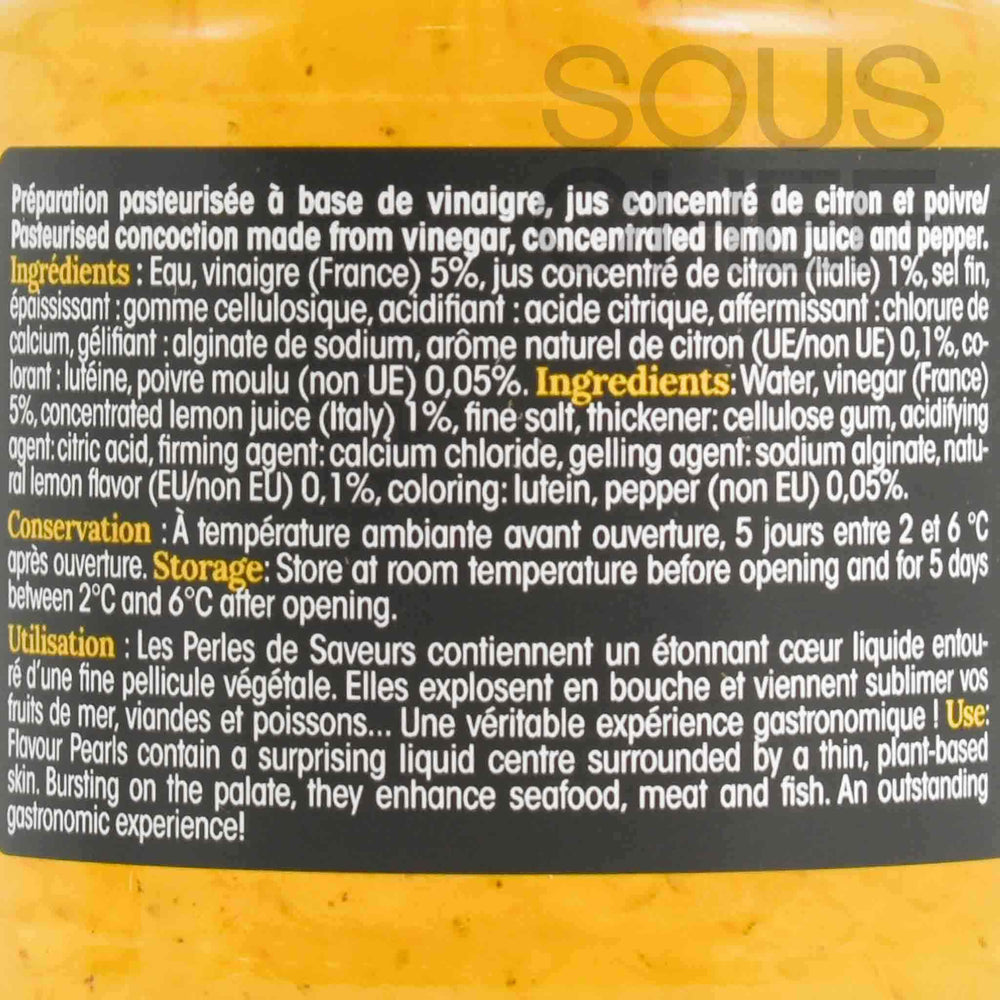 SOUS
CHEF
Préparation pasteurisée à base de vinaigre, jus concentré de citron et poivre/
Pasteurised concoction made from vinegar, concentrated lemon juice and pepper.
Ingrédients : Eau, vinaigre (France) 5%, jus concentré de citron (Italie) 1%, sel fin,
épaississant : gomme cellulosique, acidifiant : acide citrique, affermissant : chlorure de
calcium, gélifiant : alginate de sodium, arôme naturel de citron (UE/non UE) 0,1%, co-
lorant : lutéine, poivre moulu (non UE) 0,05%. Ingredients: Water, vinegar (France)
5%, concentrated lemon juice (Italy) 1%, fine salt, thickener: cellulose gum, acidifying
agent: citric acid, firming agent: calcium chloride, gelling agent: sodium alginate, natu-
ral lemon flavor (EU/non EU) 0,1%, coloring: lutein, pepper (non EU) 0,05%.
Conservation : À température ambiante avant ouverture, 5 jours entre 2 et 6 °C
après ouverture. Storage: Store at room temperature before opening and for 5 days
between 2°C and 6°C after opening.
Utilisation : Les Perles de Saveurs contiennent un étonnant cœur liquide entou-
ré d'une fine pellicule végétale. Elles explosent en bouche et viennent sublimer vos
fruits de mer, viandes et poissons... Une véritable expérience gastronomique ! Use:
Flavour Pearls contain a surprising liquid centre surrounded by a thin, plant-based
skin. Bursting on the palate, they enhance seafood, meat and fish. An outstanding
gastronomic experience!